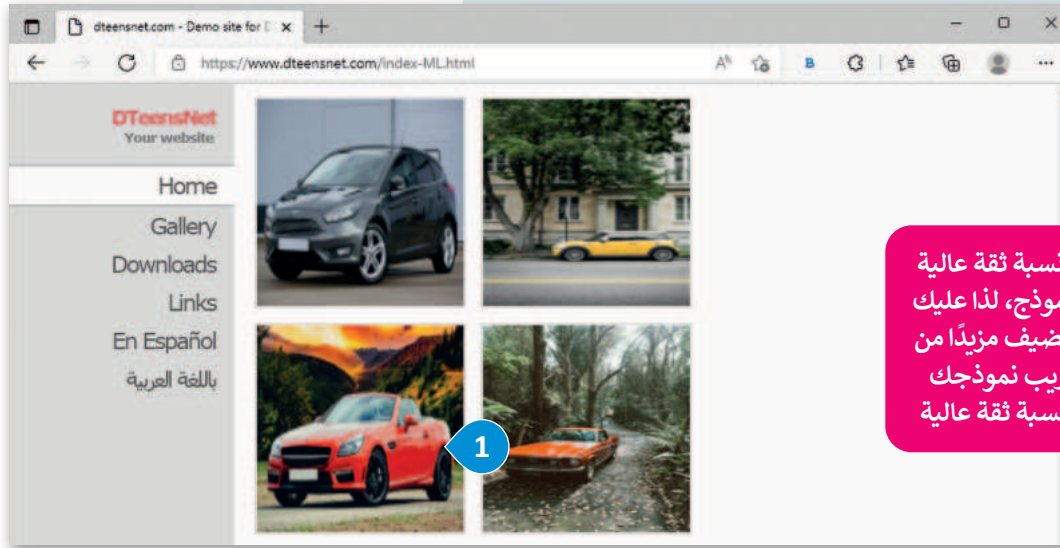 dteensnet.com - Demo site for
https://www.dteensnet.com/index-ML.html
DTeensNet
Your website
Home
Gallery
Downloads
Links
En Español
باللغة العربية
1
نسبة ثقة عالية
موذج، لذا عليك
ضيف مزيدًا من
يب نموذجك
سبة ثقة عالية